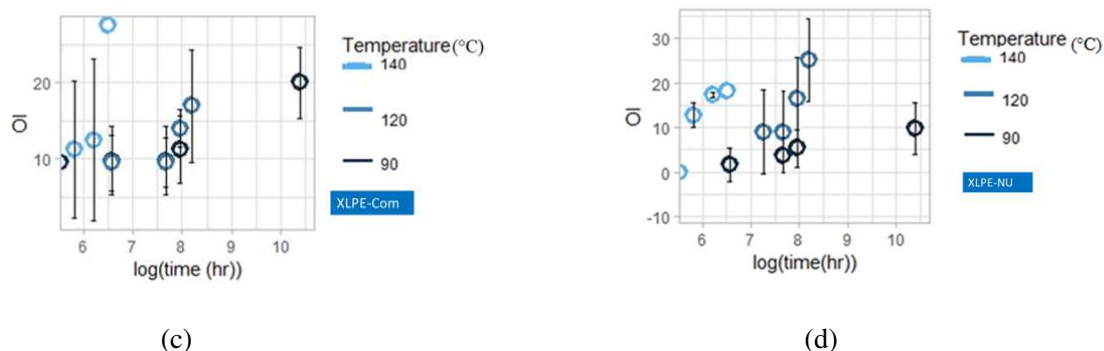 20
10
OI
6 7 8 9 10
log(time (hr))
Temperature (°C)
140
120
90
XLPE-Com
(c)
30
20
10
0
-10
OI
6 7 8 9 10
log(time(hr))
Temperature (°C)
140
120
90
XLPE-NU
(d)